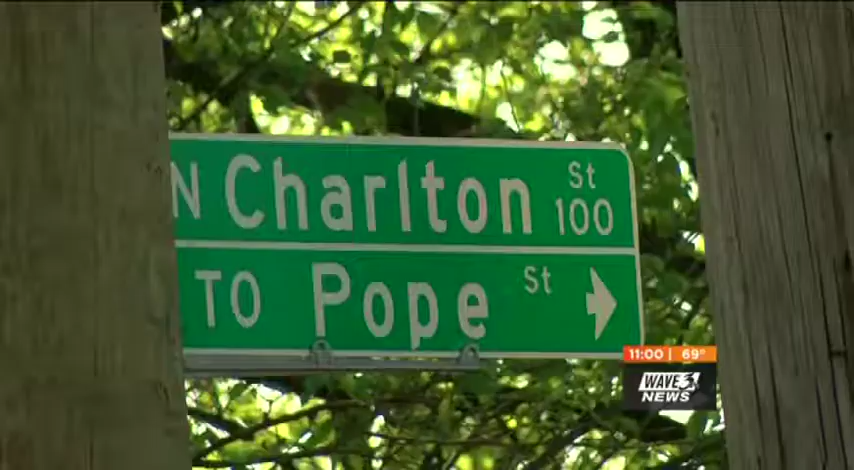 N Charlton St 100
TO Pope St
11:00 | 69°
WAVE 3
NEWS